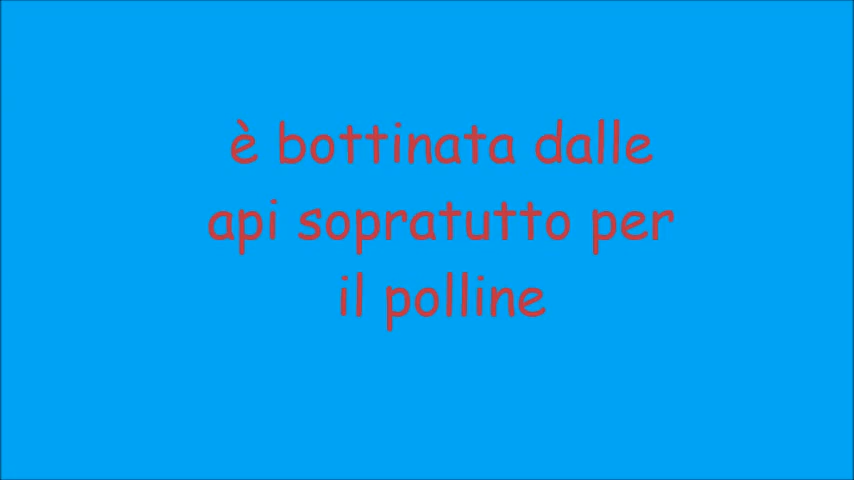 è bottinata dalle
api sopratutto per
il polline